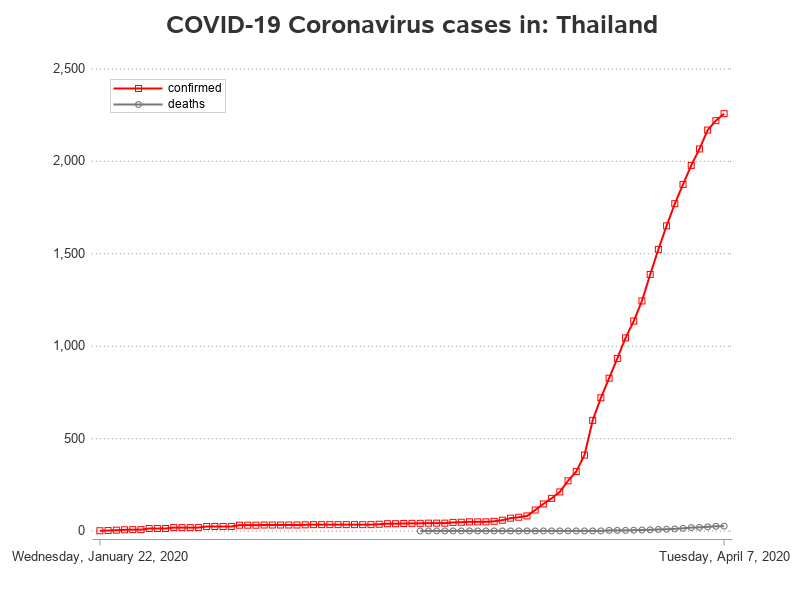 COVID-19 Coronavirus cases in: Thailand
2,500
confirmed
deaths
2,000
1,500
1,000
500
0
Wednesday, January 22, 2020 Tuesday, April 7, 2020